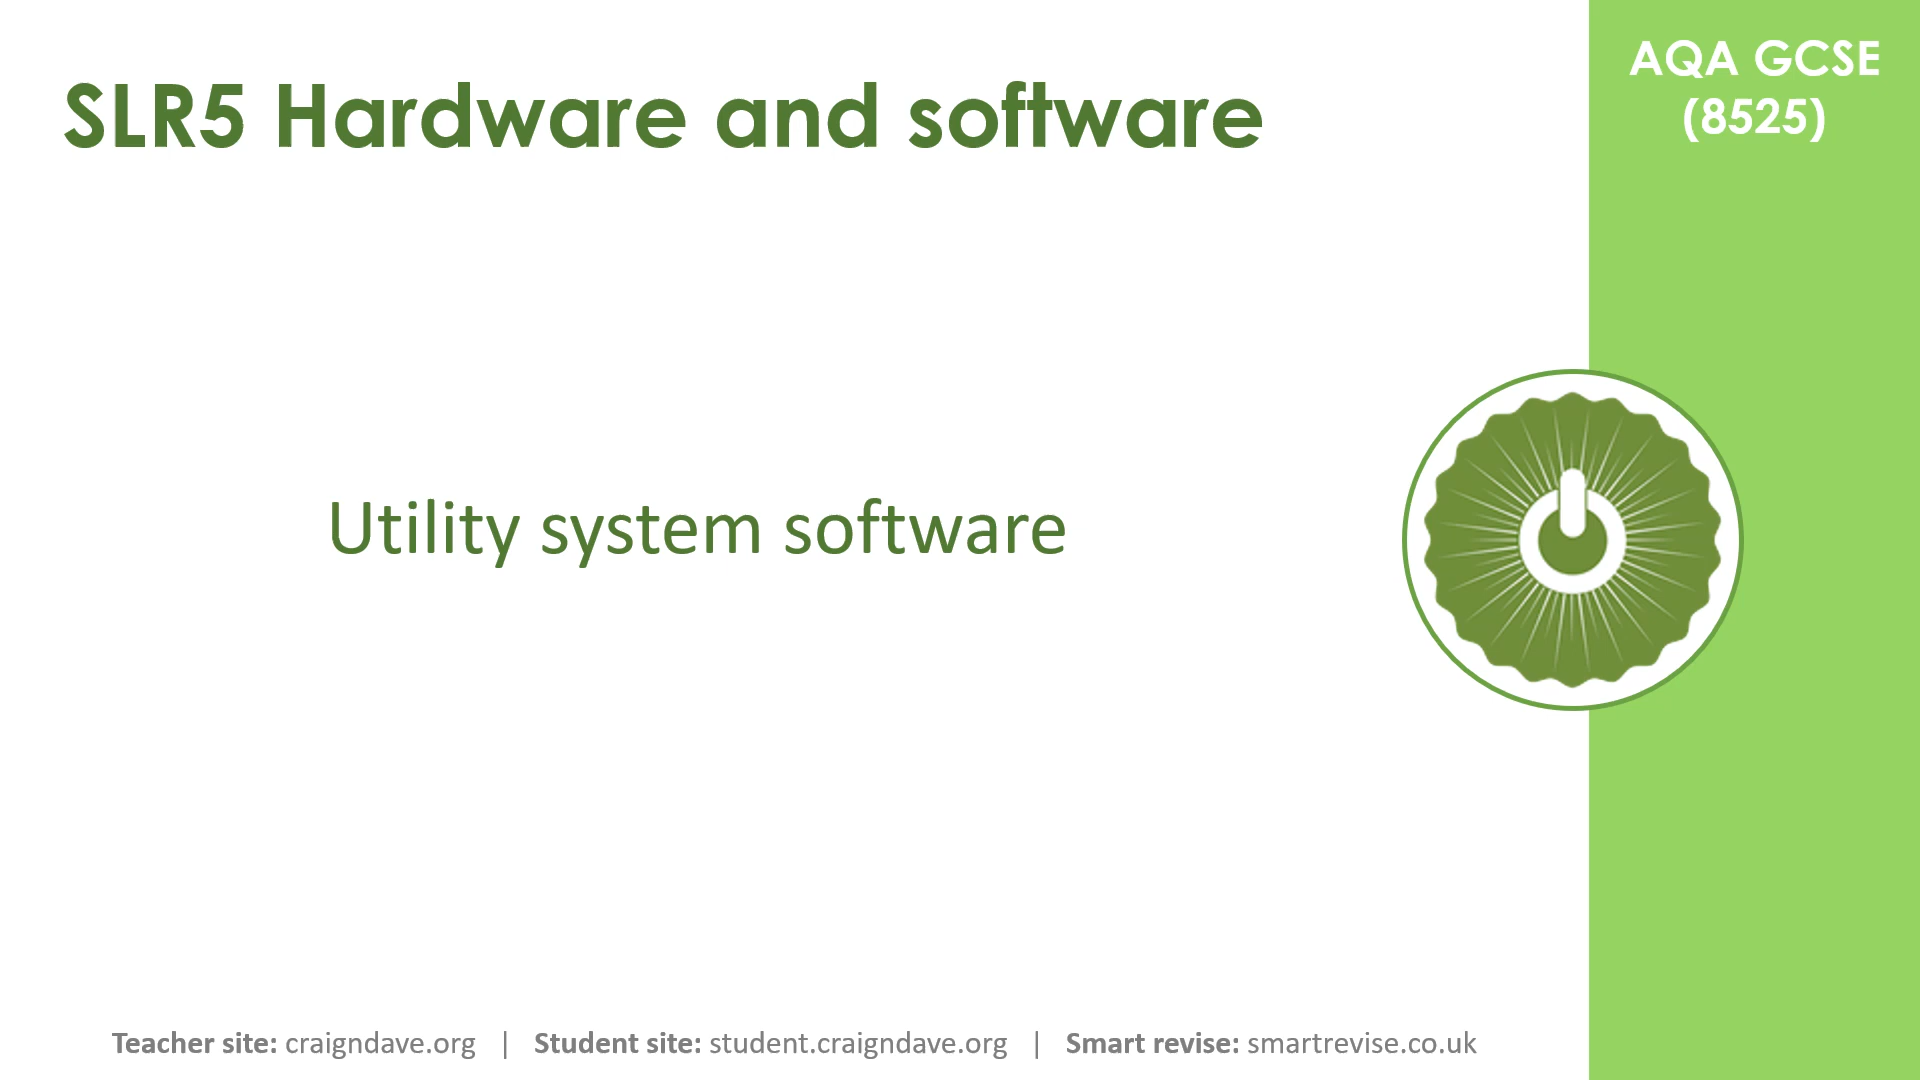 SLR5 Hardware and software
AQA GCSE
(8525)
Utility system software
Teacher site: craigndave.org | Student site: student.craigndave.org | Smart revise: smartrevise.co.uk